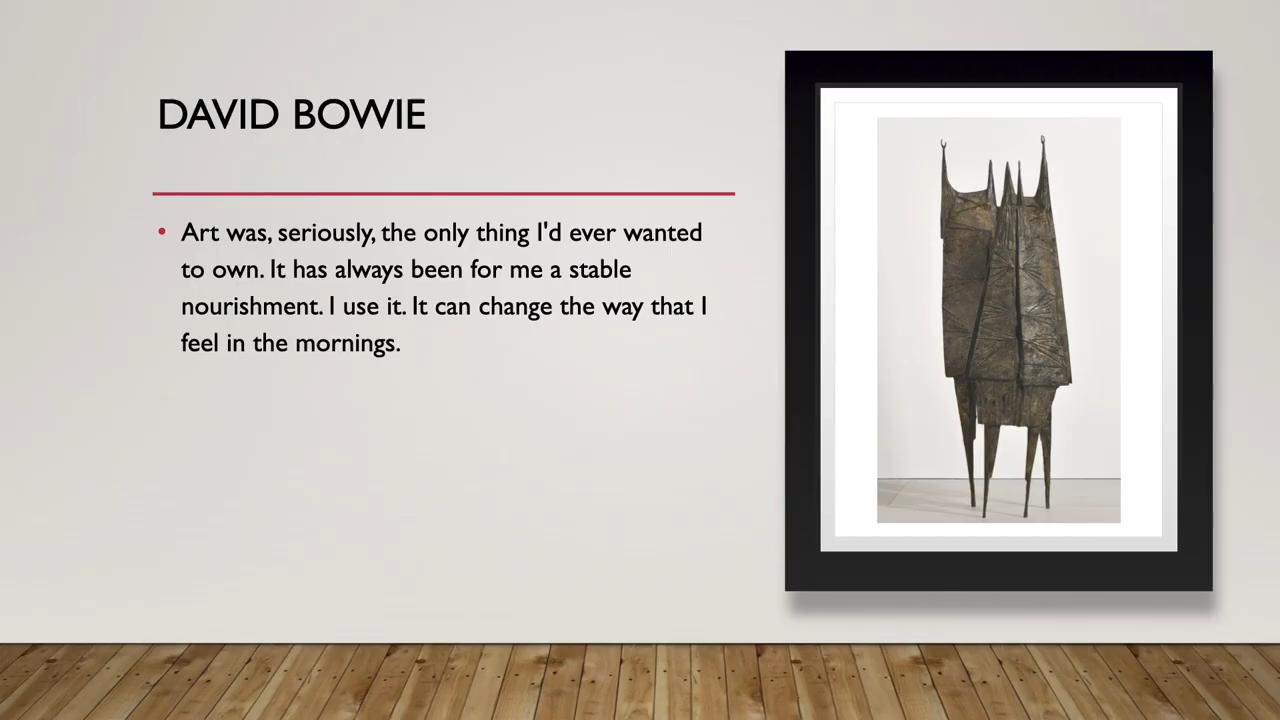 DAVID BOWIE
• Art was, seriously, the only thing I'd ever wanted
to own. It has always been for me a stable
nourishment. I use it. It can change the way that I
feel in the mornings.